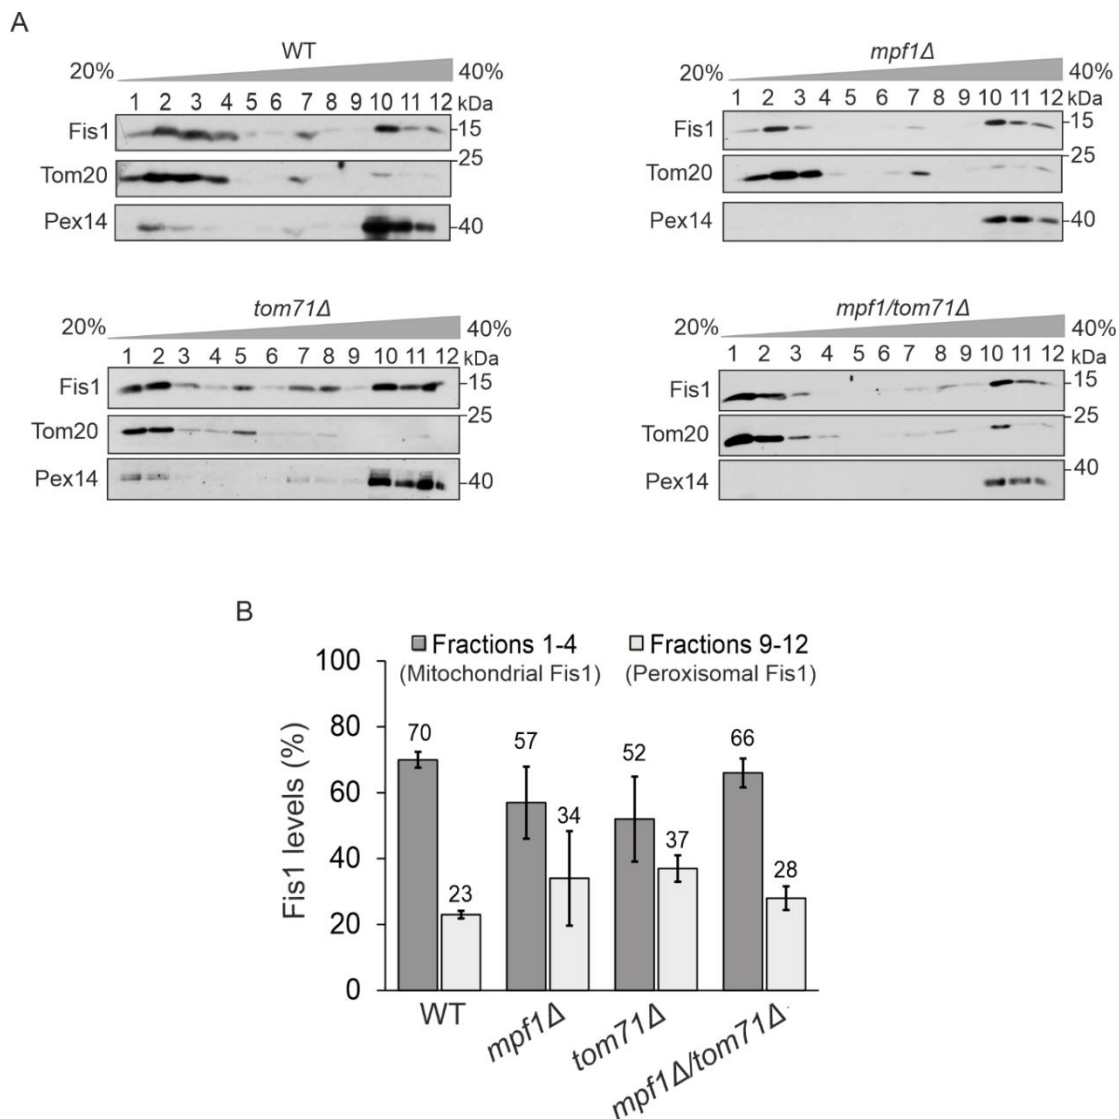 A
WT
20% 40%
1 2 3 4 5 6 7 8 9 10 11 12 kDa
Fis1 -15
25
Tom20
Pex14 -40
mpf1Δ
20% 40%
1 2 3 4 5 6 7 8 9 10 11 12 kDa
Fis1 -15
25
Tom20
Pex14 -40
tom71Δ
20% 40%
1 2 3 4 5 6 7 8 9 10 11 12 kDa
Fis1 -15
25
Tom20
Pex14 -40
mpf1/tom71Δ
20% 40%
1 2 3 4 5 6 7 8 9 10 11 12 kDa
Fis1 -15
25
Tom20
40
Pex14
B
Fractions 1-4 Fractions 9-12
(Mitochondrial Fis1) (Peroxisomal Fis1)
Fis1 levels (%)
100
80
60
40
20
0
70 23 57 34 52 37 66 28
WT mpf1Δ tom71Δ mpf1Δ/tom71Δ